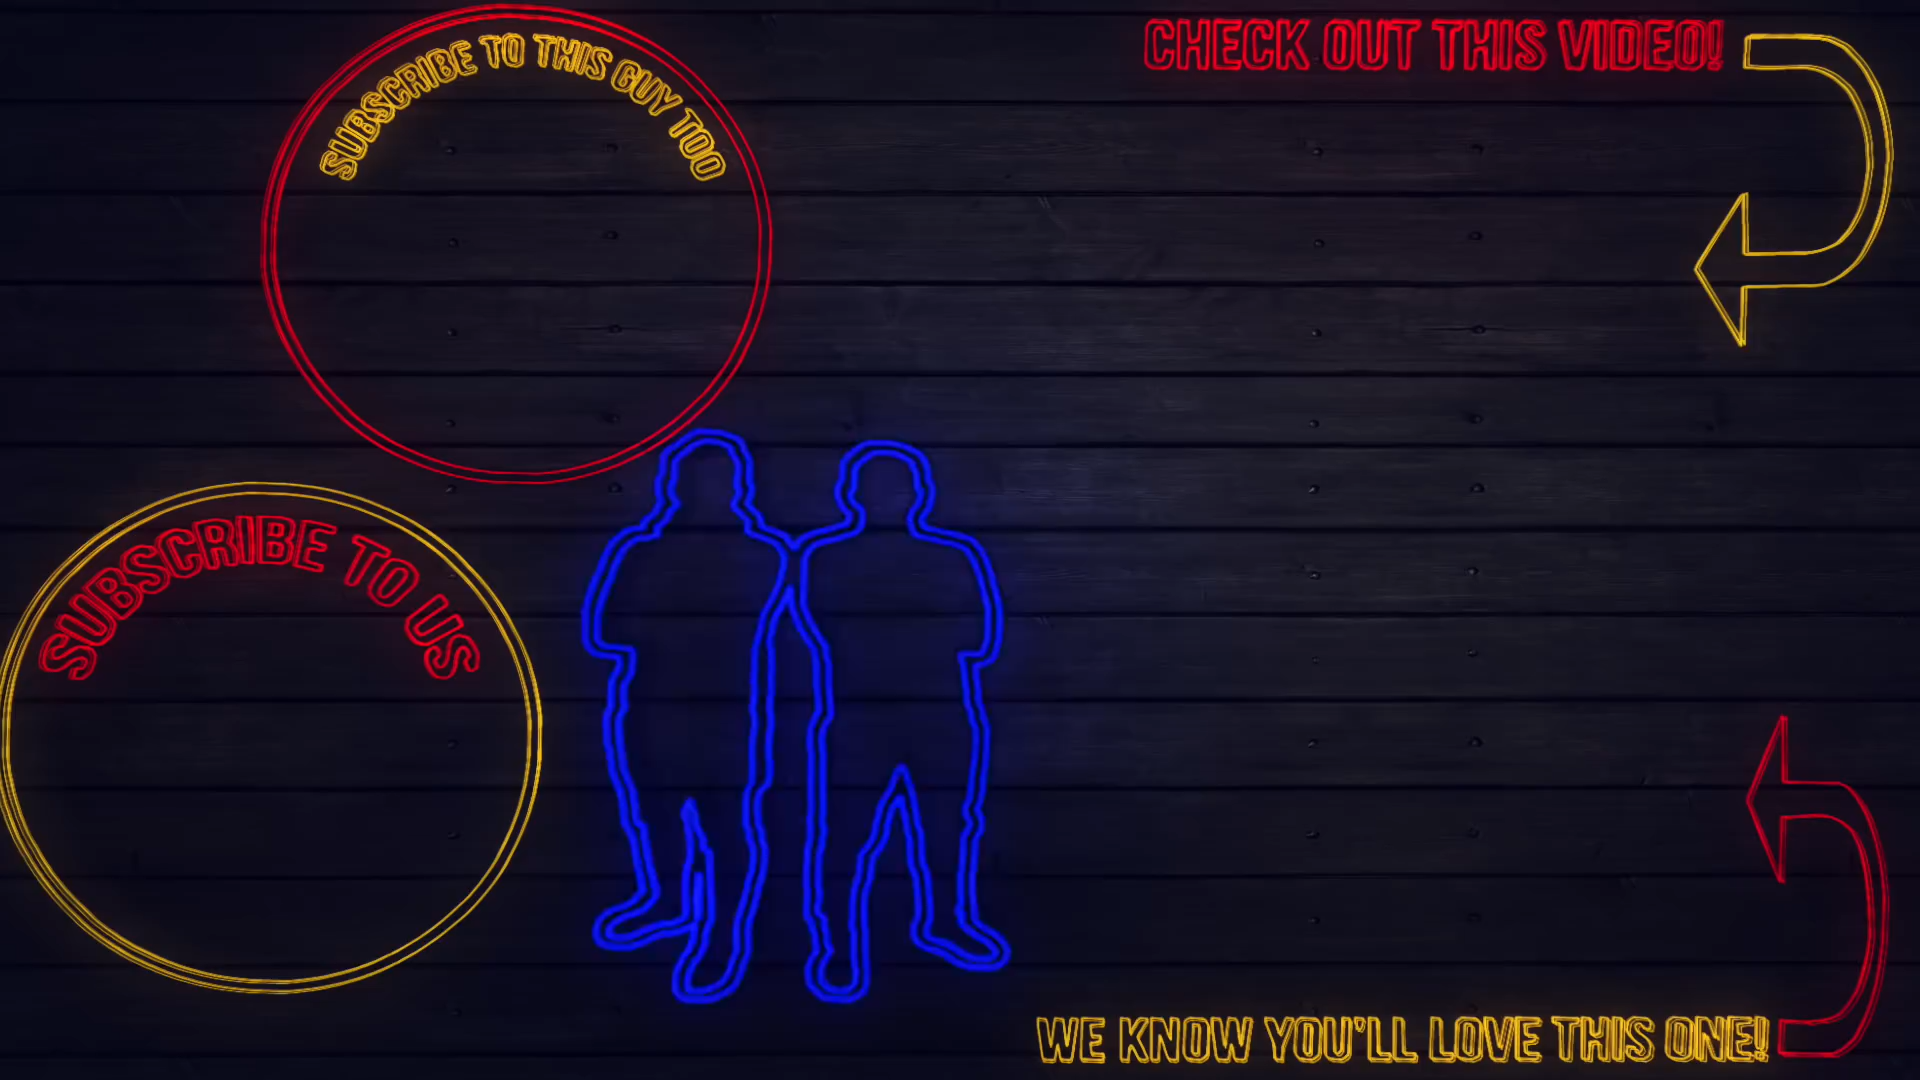 SUBSCRIBE TO THIS GUY TOO
CHECK OUT THIS VIDEO!
SUBSCRIBE TO US
WE KNOW YOU'LL LOVE THIS ONE!